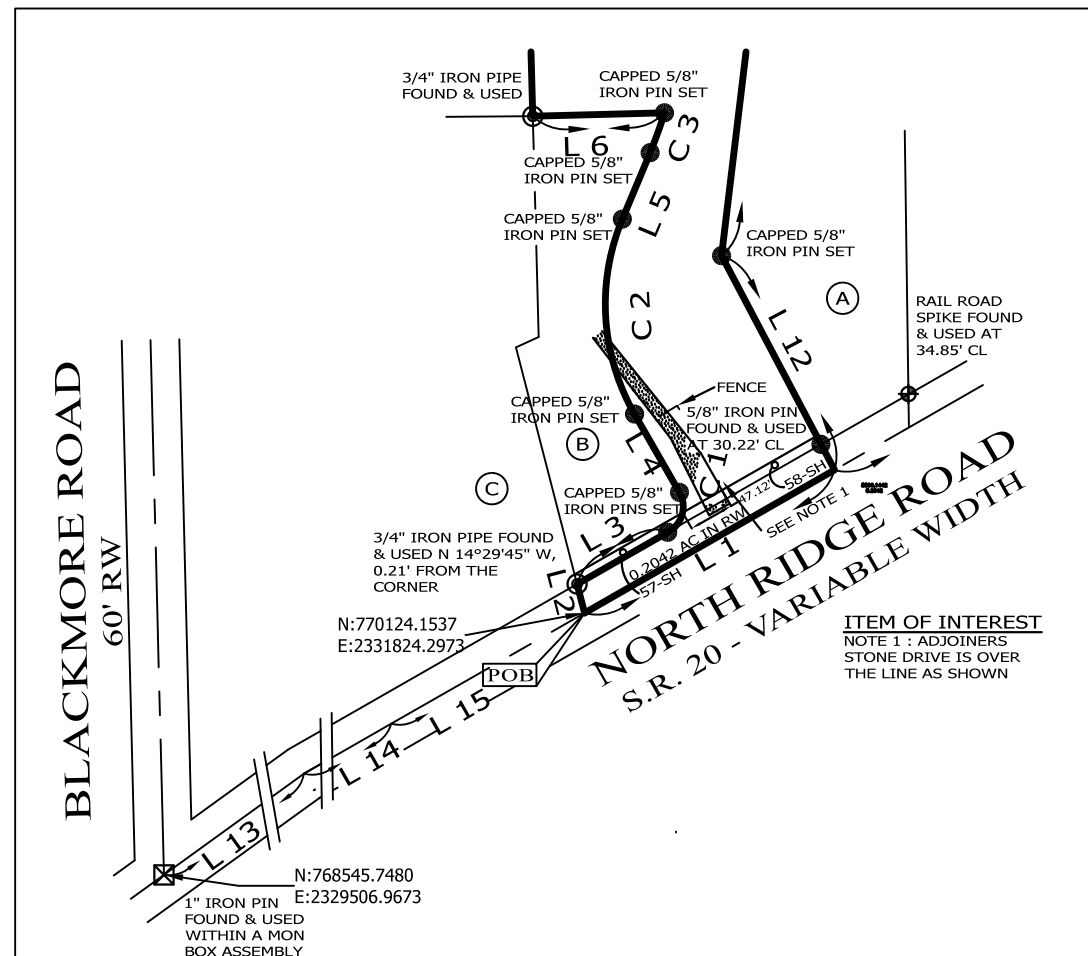 3/4" IRON PIPE
FOUND & USED
CAPPED 5/8"
IRON PIN SET
L 6
C 3
CAPPED 5/8"
IRON PIN SET
L 5
CAPPED 5/8"
IRON PIN SET
CAPPED 5/8"
IRON PIN SET
A
C 2
L 12
RAIL ROAD
SPIKE FOUND
& USED AT
34.85' CL
FENCE
CAPPED 5/8"
IRON PIN SET
5/8" IRON PIN
FOUND & USED
AT 30.22' CL
B
L 4
C 1
C
CAPPED 5/8"
IRON PINS SET
47.12'
58-SH
SEE NOTE 1
3/4" IRON PIPE FOUND
& USED N 14°29'45" W,
0.21' FROM THE
CORNER
L 3
L 2
0.2042 AC IN RW
57-SH
L 1
BLACKMORE ROAD
60' RW
NORTH RIDGE ROAD
S.R. 20 - VARIABLE WIDTH
N:770124.1537
E:2331824.2973
POB
ITEM OF INTEREST
NOTE 1 : ADJOINERS
STONE DRIVE IS OVER
THE LINE AS SHOWN
L 15
L 14
L 13
N:768545.7480
E:2329506.9673
1" IRON PIN
FOUND & USED
WITHIN A MON
BOX ASSEMBLY